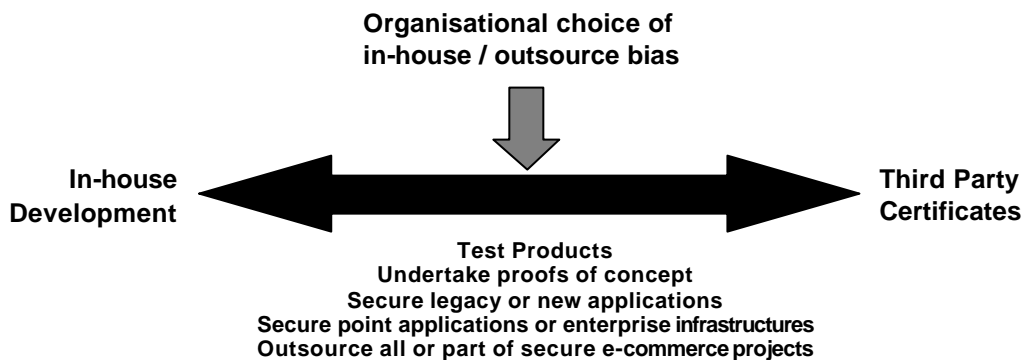 Organisational choice of
in-house / outsource bias
In-house
Development
Third Party
Certificates
Test Products
Undertake proofs of concept
Secure legacy or new applications
Secure point applications or enterprise infrastructures
Outsource all or part of secure e-commerce projects